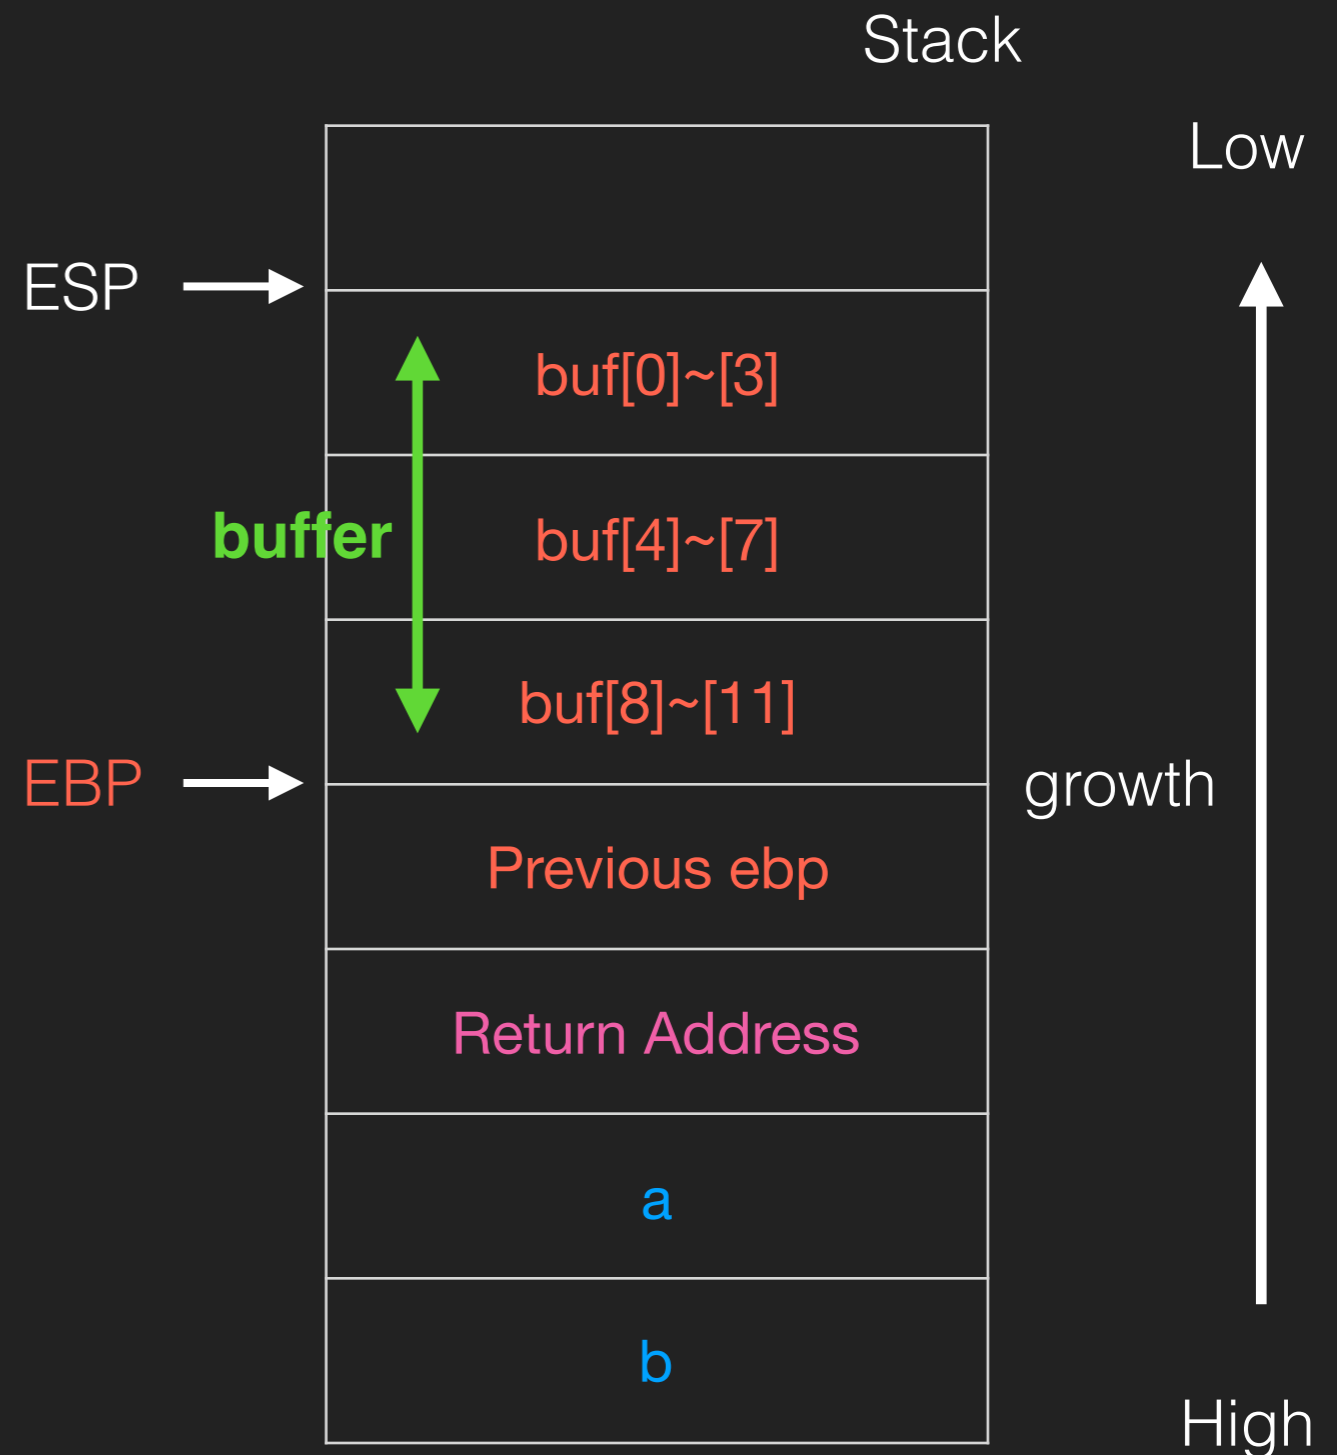 Stack
Low
ESP
buf[0]~[3]
buffer
buf[4]~[7]
buf[8]~[11]
EBP
growth
Previous ebp
Return Address
a
b
High